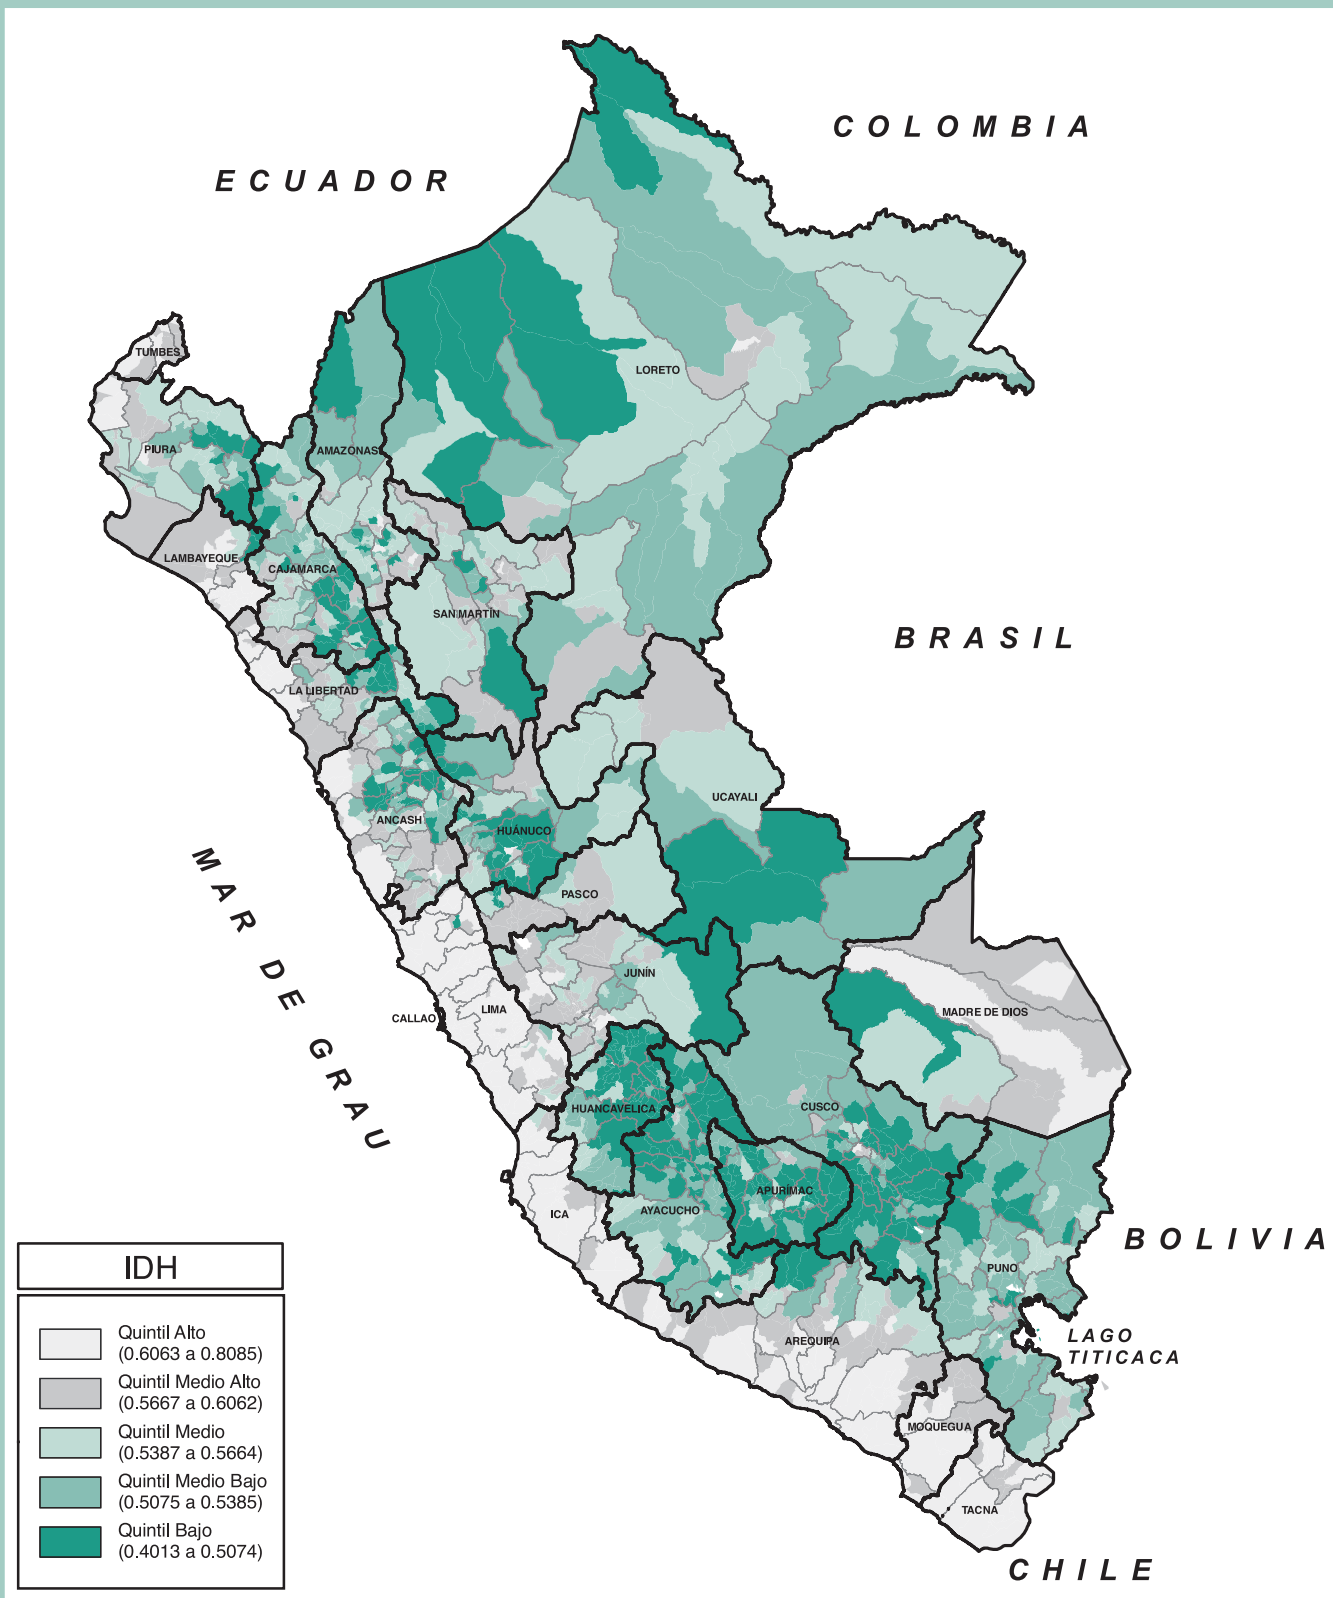 COLOMBIA
ECUADOR
TUMBES
LORETO
PIURA
AMAZONAS
LAMBAYEQUE
CAJAMARCA
SAN MARTÍN
BRASIL
LA LIBERTAD
UCAYALI
ANCASH
HUÁNUCO
MAR DE GRAU
PASCO
JUNÍN
LIMA
CALLAO
MADRE DE DIOS
HUANCAVELICA
CUSCO
APURÍMAC
ICA
AYACUCHO
BOLIVIA
PUNO
LAGO
TITICACA
AREQUIPA
MOQUEGUA
TACNA
CHILE
IDH
Quintil Alto
(0.6063 a 0.8085)
Quintil Medio Alto
(0.5667 a 0.6062)
Quintil Medio
(0.5387 a 0.5664)
Quintil Medio Bajo
(0.5075 a 0.5385)
Quintil Bajo
(0.4013 a 0.5074)